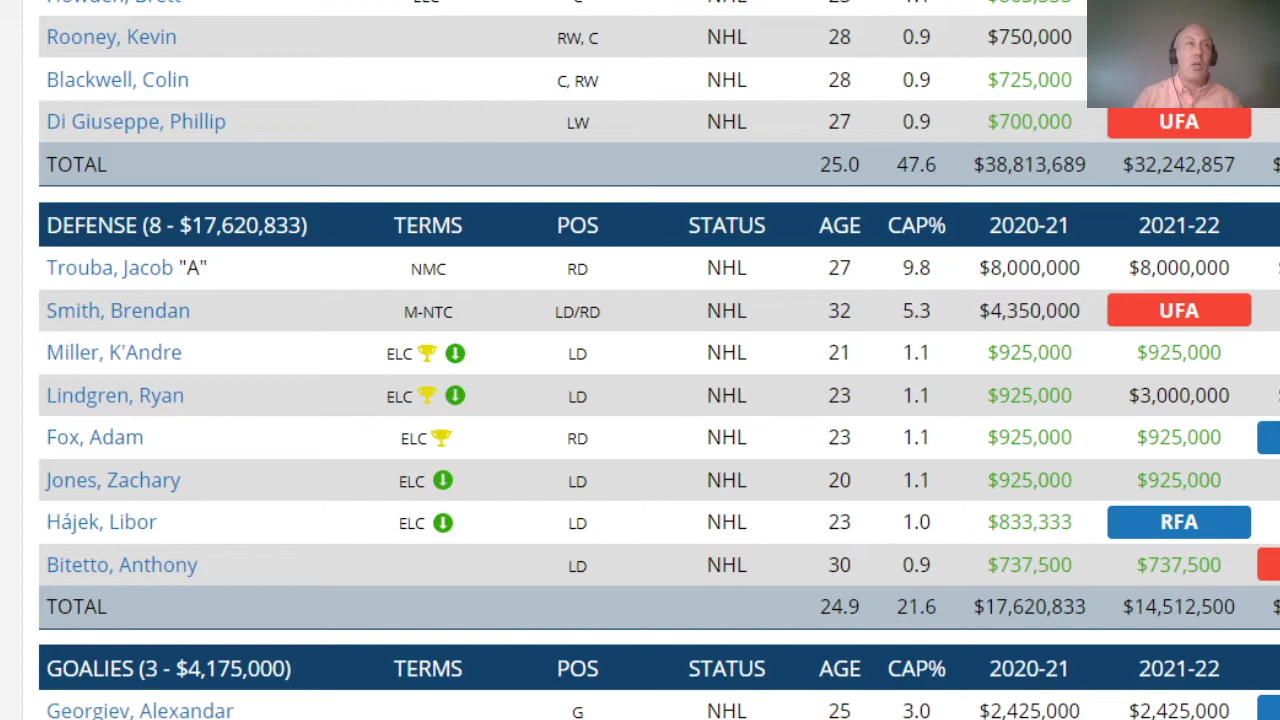 Howden, Brett ELC C 23 1.1
Rooney, Kevin RW, C NHL 28 0.9 $750,000
Blackwell, Colin C, RW NHL 28 0.9 $725,000
Di Giuseppe, Phillip LW NHL 27 0.9 $700,000 UFA
TOTAL 25.0 47.6 $38,813,689 $32,242,857 $
DEFENSE (8 - $17,620,833) TERMS POS STATUS AGE CAP% 2020-21 2021-22
Trouba, Jacob "A" NMC RD NHL 27 9.8 $8,000,000 $8,000,000
Smith, Brendan M-NTC LD/RD NHL 32 5.3 $4,350,000 UFA
Miller, K'Andre ELC LD NHL 21 1.1 $925,000 $925,000
Lindgren, Ryan ELC LD NHL 23 1.1 $925,000 $3,000,000
Fox, Adam ELC RD NHL 23 1.1 $925,000 $925,000
Jones, Zachary ELC LD NHL 20 1.1 $925,000 $925,000
Hájek, Libor ELC LD NHL 23 1.0 $833,333 RFA
Bitetto, Anthony LD NHL 30 0.9 $737,500 $737,500
TOTAL 24.9 21.6 $17,620,833 $14,512,500 $
GOALIES (3 - $4,175,000) TERMS POS STATUS AGE CAP% 2020-21 2021-22
Georgiev, Alexandar G NHL 25 3.0 $2,425,000 $2,425,000